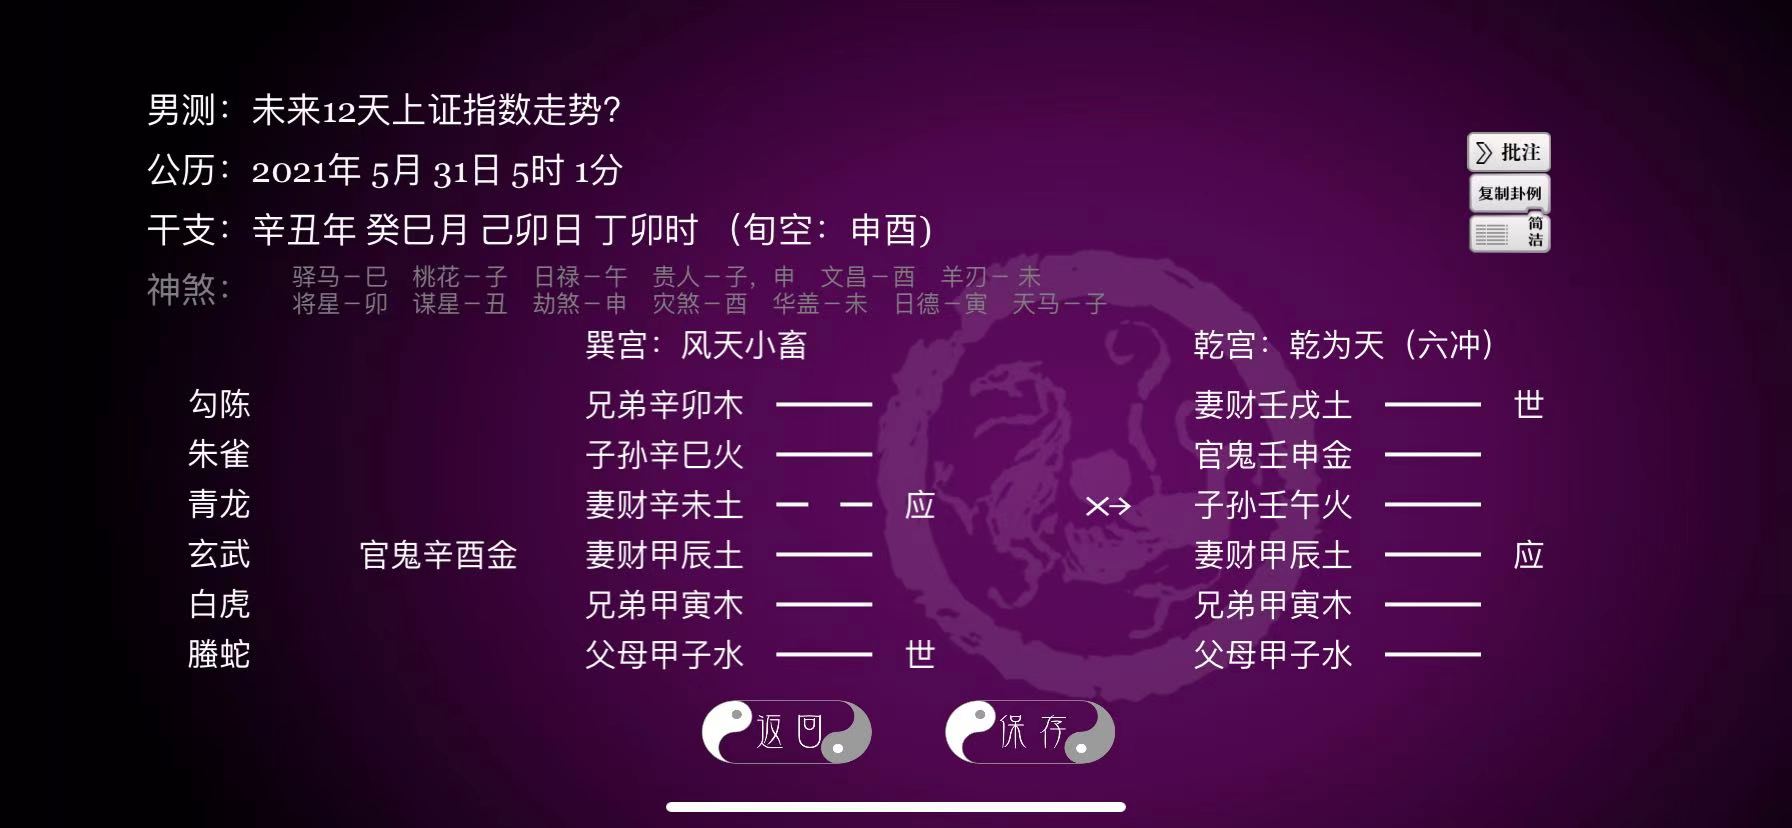 男测：未来12天上证指数走势？
公历：2021年 5月 31日 5时 1分
干支：辛丑年 癸巳月 己卯日 丁卯时 （旬空：申酉）
神煞：
驿马－巳 桃花－子 日禄－午 贵人－子，申 文昌－酉 羊刃－未
将星－卯 谋星－丑 劫煞－申 灾煞－酉 华盖－未 日德－寅 天马－子
批注
复制卦例
简洁
巽宫：风天小畜 乾宫：乾为天（六冲）
勾陈 兄弟辛卯木 妻财壬戌土 世
朱雀 子孙辛巳火 官鬼壬申金
青龙 妻财辛未土 应 ×→ 子孙壬午火
玄武 官鬼辛酉金 妻财甲辰土 妻财甲辰土 应
白虎 兄弟甲寅木 兄弟甲寅木
螣蛇 父母甲子水 世 父母甲子水
返回 保存